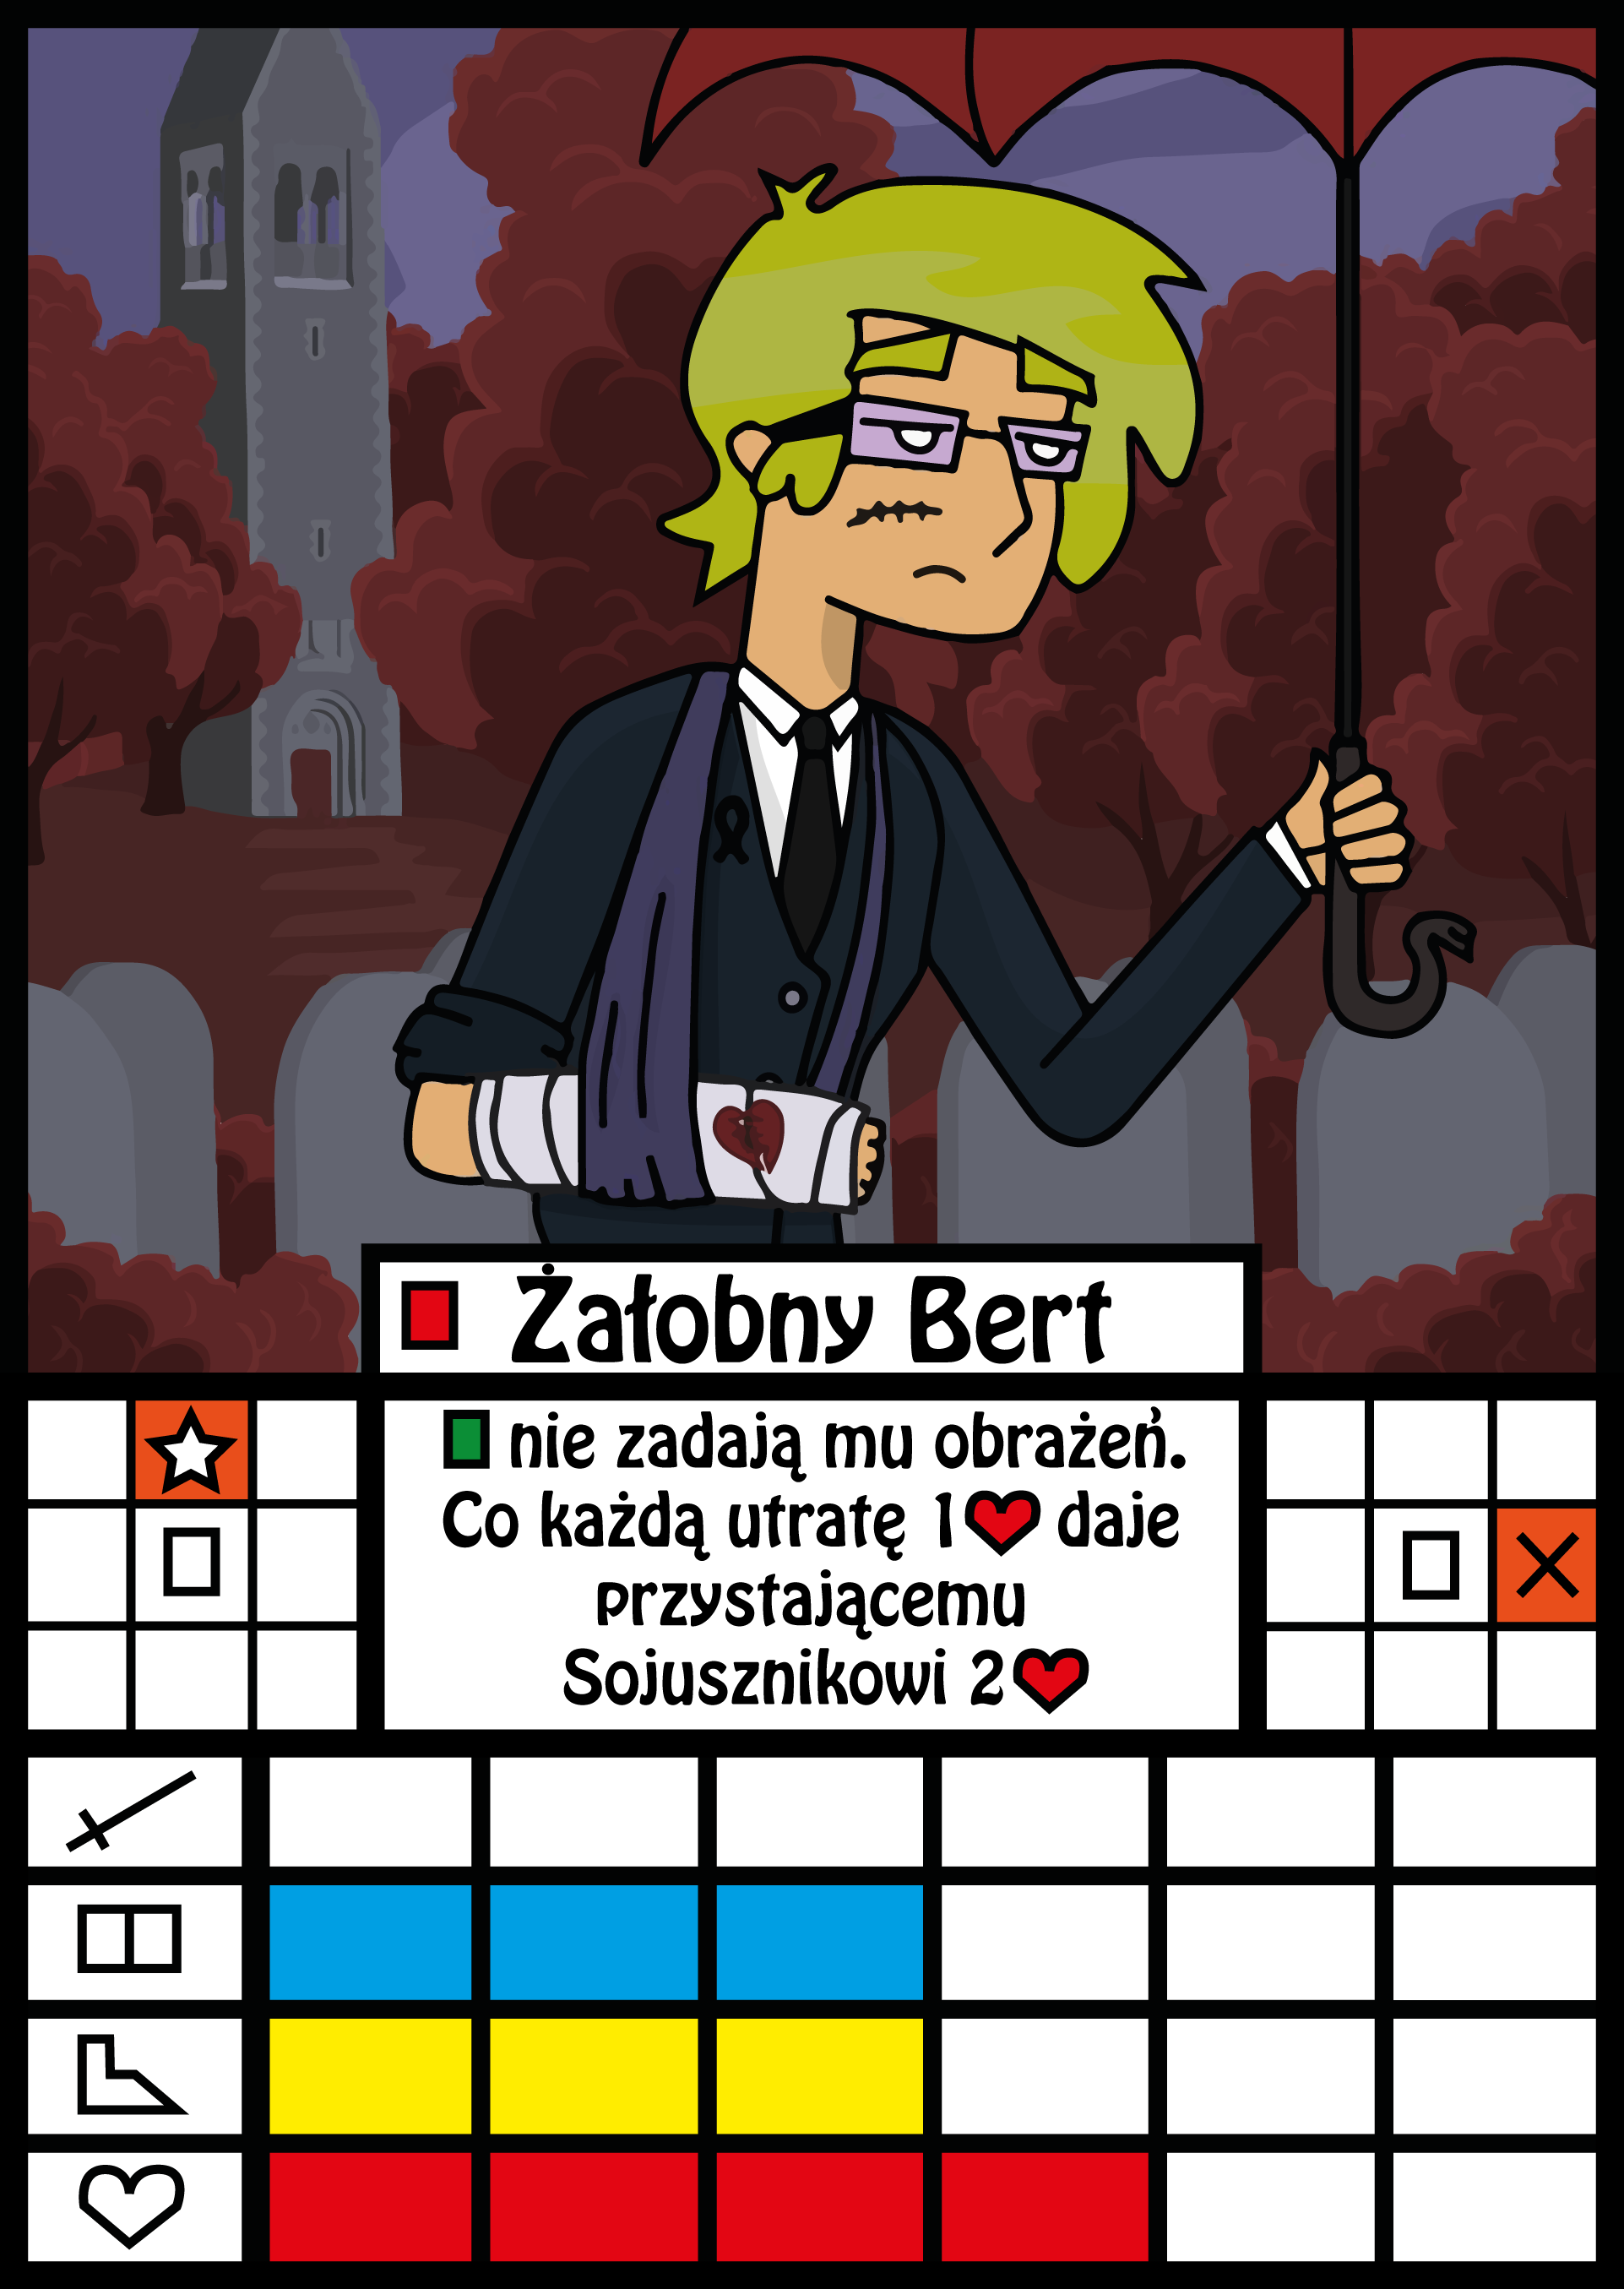 Żałobny Bert
nie zadają mu obrażeń.
Co każdą utratę 1 daje
przystającemu
Sojusznikowi 2